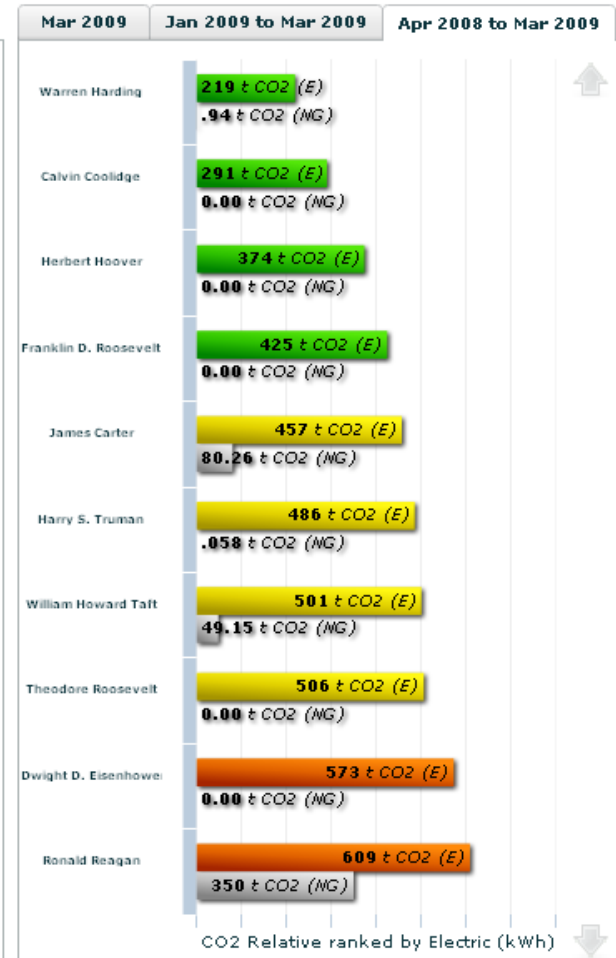 Mar 2009
Jan 2009 to Mar 2009
Apr 2008 to Mar 2009
Warren Harding
219 t CO2 (E)
.94 t CO2 (NG)
Calvin Coolidge
291 t CO2 (E)
0.00 t CO2 (NG)
Herbert Hoover
374 t CO2 (E)
0.00 t CO2 (NG)
Franklin D. Roosevelt
425 t CO2 (E)
0.00 t CO2 (NG)
James Carter
457 t CO2 (E)
80.26 t CO2 (NG)
Harry S. Truman
486 t CO2 (E)
.058 t CO2 (NG)
William Howard Taft
501 t CO2 (E)
49.15 t CO2 (NG)
Theodore Roosevelt
506 t CO2 (E)
0.00 t CO2 (NG)
Dwight D. Eisenhowe
573 t CO2 (E)
0.00 t CO2 (NG)
Ronald Reagan
609 t CO2 (E)
350 t CO2 (NG)
CO2 Relative ranked by Electric (kWh)